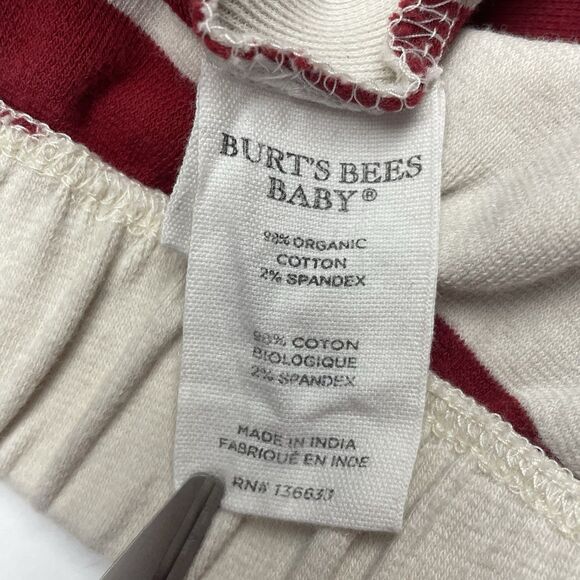 BURT'S BEES
BABY®
98% ORGANIC
COTTON
2% SPANDEX
98% COTON
BIOLOGIQUE
2% SPANDEX
MADE IN INDIA
FABRIQUÉ EN INDE
RN# 136633